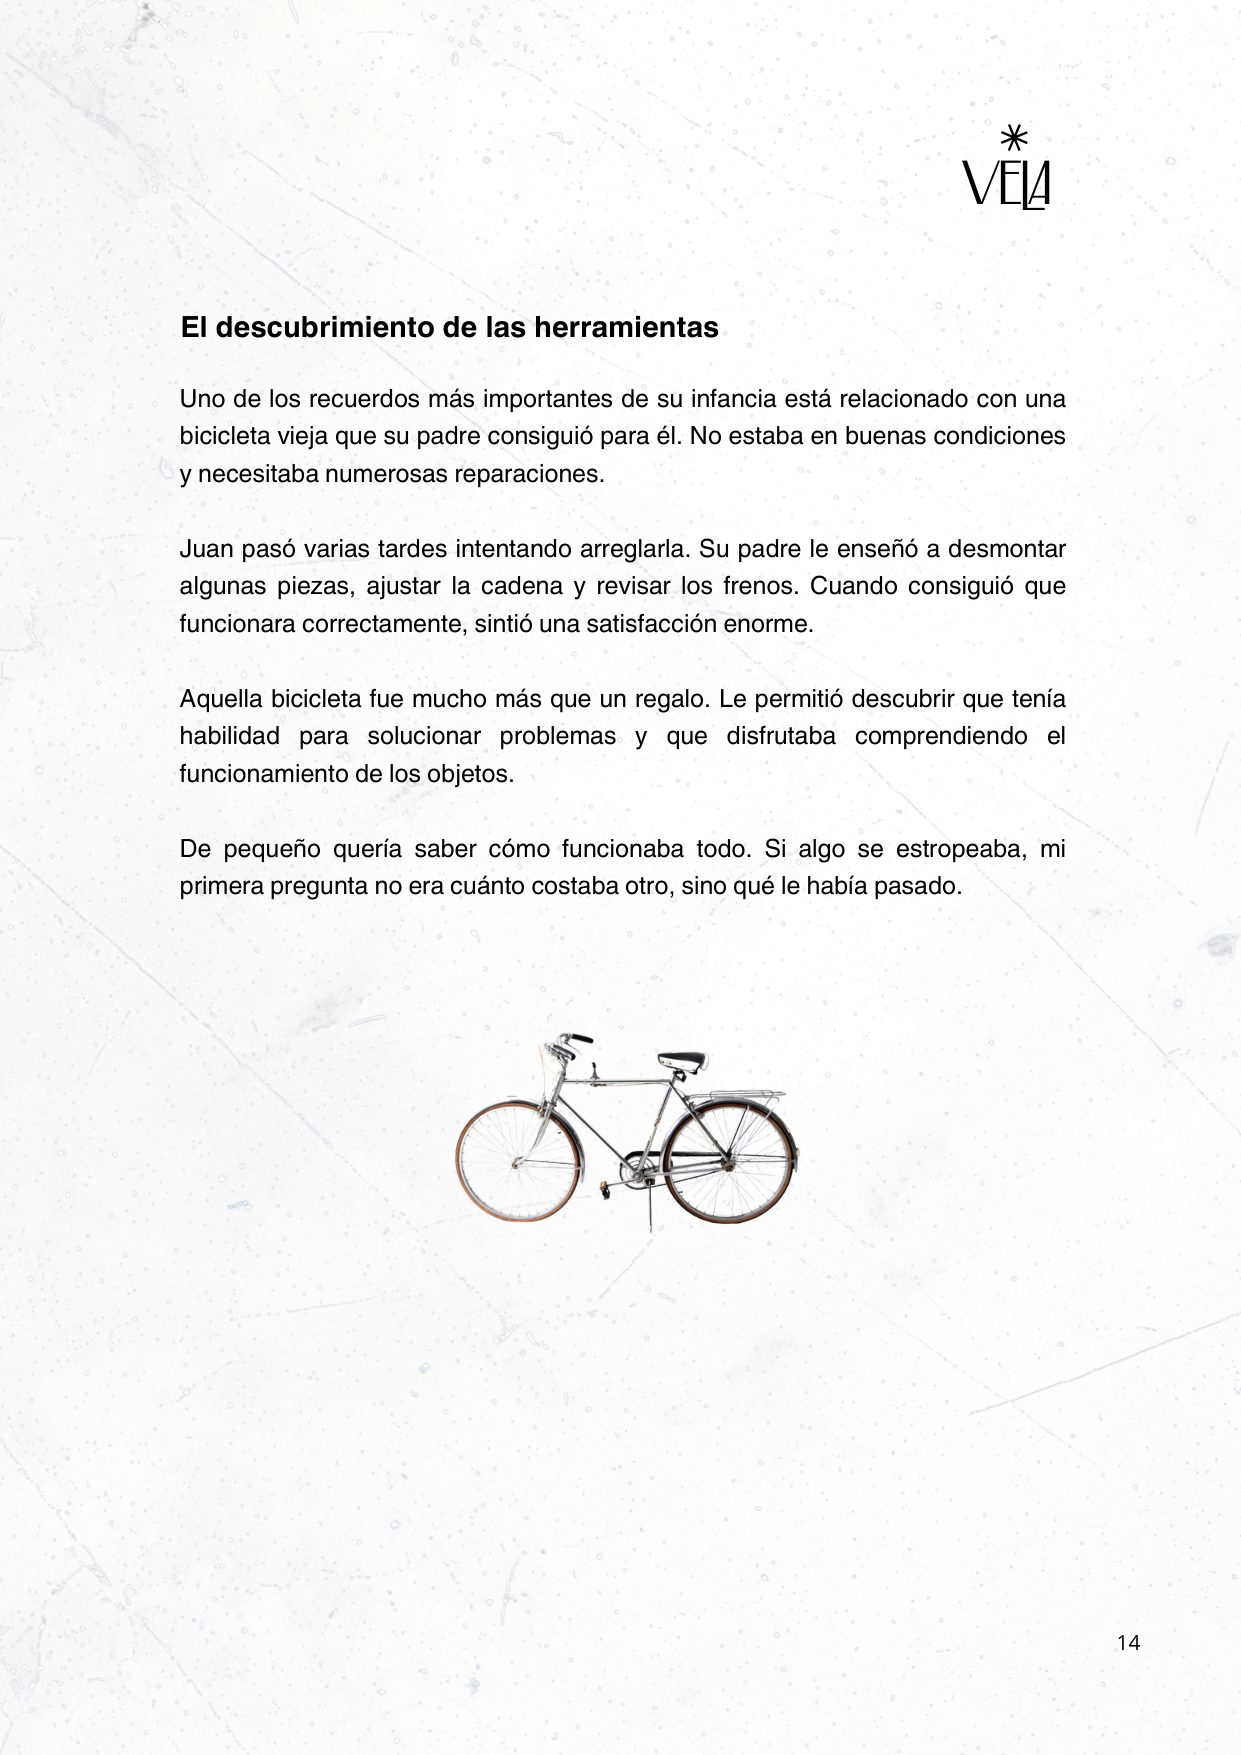 VELA
El descubrimiento de las herramientas
Uno de los recuerdos más importantes de su infancia está relacionado con una
bicicleta vieja que su padre consiguió para él. No estaba en buenas condiciones
y necesitaba numerosas reparaciones.
Juan pasó varias tardes intentando arreglarla. Su padre le enseñó a desmontar
algunas piezas, ajustar la cadena y revisar los frenos. Cuando consiguió que
funcionara correctamente, sintió una satisfacción enorme.
Aquella bicicleta fue mucho más que un regalo. Le permitió descubrir que tenía
habilidad para solucionar problemas y que disfrutaba comprendiendo el
funcionamiento de los objetos.
De pequeño quería saber cómo funcionaba todo. Si algo se estropeaba, mi
primera pregunta no era cuánto costaba otro, sino qué le había pasado.
14